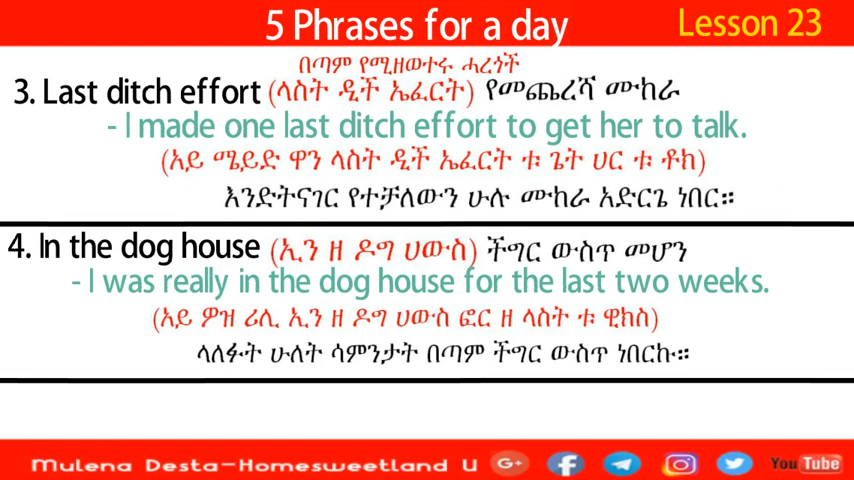 5 Phrases for a day
Lesson 23
በጣም የሚዘወተሩ ሓረጎች
3. Last ditch effort (ላስት ዲች ኤፈርት) የመጨረሻ ሙከራ
- I made one last ditch effort to get her to talk.
(አይ ሜይድ ዋን ላስት ዲች ኤፈርት ቱ ጌት ሀር ቱ ቶክ)
እንድትናገር የተቻለውን ሁሉ ሙከራ አድርጌ ነበር።
4. In the dog house (ኢን ዘ ዶግ ሀውስ) ችግር ውስጥ መሆን
- I was really in the dog house for the last two weeks.
(አይ ዎዝ ሪሊ ኢን ዘ ዶግ ሀውስ ፎር ዘ ላስት ቱ ዊክስ)
ላለፉት ሁለት ሳምንታት በጣም ችግር ውስጥ ነበርኩ።
Mulena Desta-Homesweetland U G+ You Tube